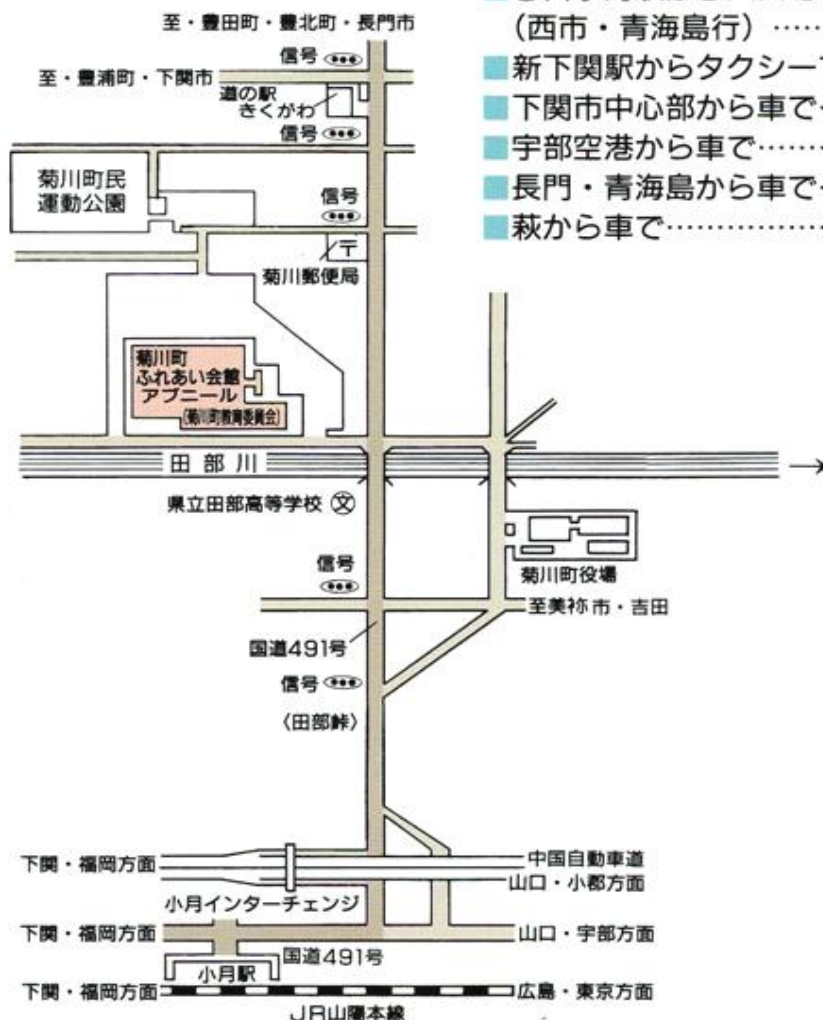 (西市・青海島行)……
■新下関駅からタクシー
■下関市中心部から車で
■宇部空港から車で……
■長門・青海島から車で
■萩から車で………………
至・豊田町・豊北町・長門市
信号
至・豊浦町・下関市
道の駅
きくがわ
信号
菊川町民
運動公園
信号
〒
菊川郵便局
菊川町
ふれあい会館
アブニール
(菊川町教育委員会)
田部川
県立田部高等学校 文
菊川町役場
信号
至美祢市・吉田
国道491号
信号
〈田部峠〉
下関・福岡方面
中国自動車道
山口・小郡方面
小月インターチェンジ
下関・福岡方面
山口・宇部方面
国道491号
小月駅
下関・福岡方面
広島・東京方面
JR山陽本線